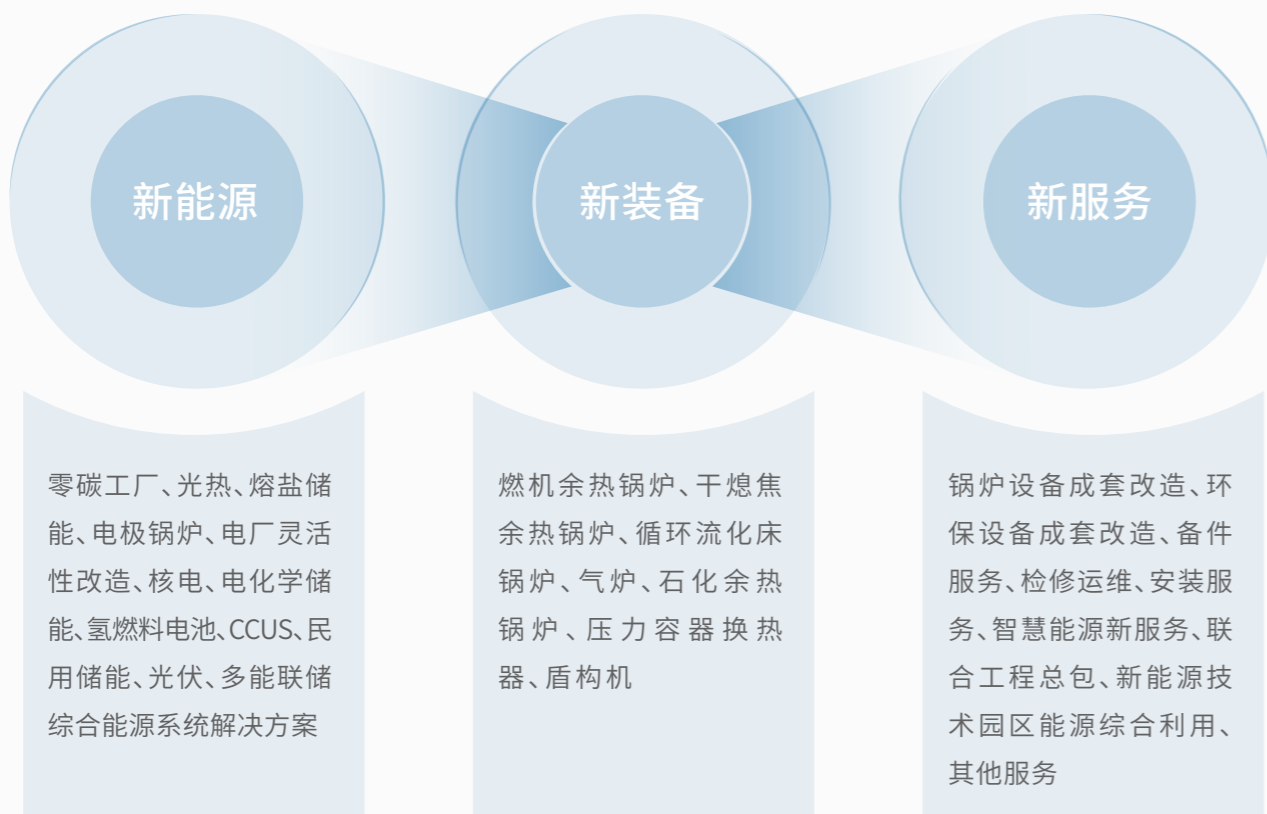 新能源
新装备
新服务
零碳工厂、光热、熔盐储
能、电极锅炉、电厂灵活
性改造、核电、电化学储
能、氢燃料电池、CCUS、民
用储能、光伏、多能联储
综合能源系统解决方案
燃机余热锅炉、干熄焦
余热锅炉、循环流化床
锅炉、气炉、石化余热
锅炉、压力容器换热
器、盾构机
锅炉设备成套改造、环
保设备成套改造、备件
服务、检修运维、安装服
务、智慧能源新服务、联
合工程总包、新能源技
术园区能源综合利用、
其他服务